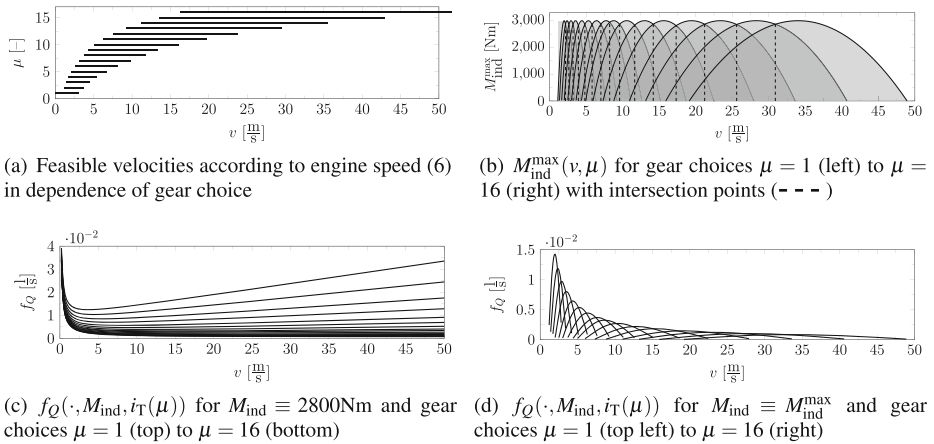 15
10
5
0
μ [–]
0 5 10 15 20 25 30 35 40 45 50
v [m/s]
3,000
2,000
1,000
0
M_ind^max [Nm]
0 5 10 15 20 25 30 35 40 45 50
v [m/s]
(a) Feasible velocities according to engine speed (6)
in dependence of gear choice
(b) M_ind^max(v, μ) for gear choices μ = 1 (left) to μ =
16 (right) with intersection points (- - - )
·10−2
4
3
2
1
0
f_Q [1/s]
0 5 10 15 20 25 30 35 40 45 50
v [m/s]
·10−2
1.5
1
0.5
0
f_Q [1/s]
0 5 10 15 20 25 30 35 40 45 50
v [m/s]
(c) f_Q(·, M_ind, i_T(μ)) for M_ind ≡ 2800Nm and gear
choices μ = 1 (top) to μ = 16 (bottom)
(d) f_Q(·, M_ind, i_T(μ)) for M_ind ≡ M_ind^max and gear
choices μ = 1 (top left) to μ = 16 (right)